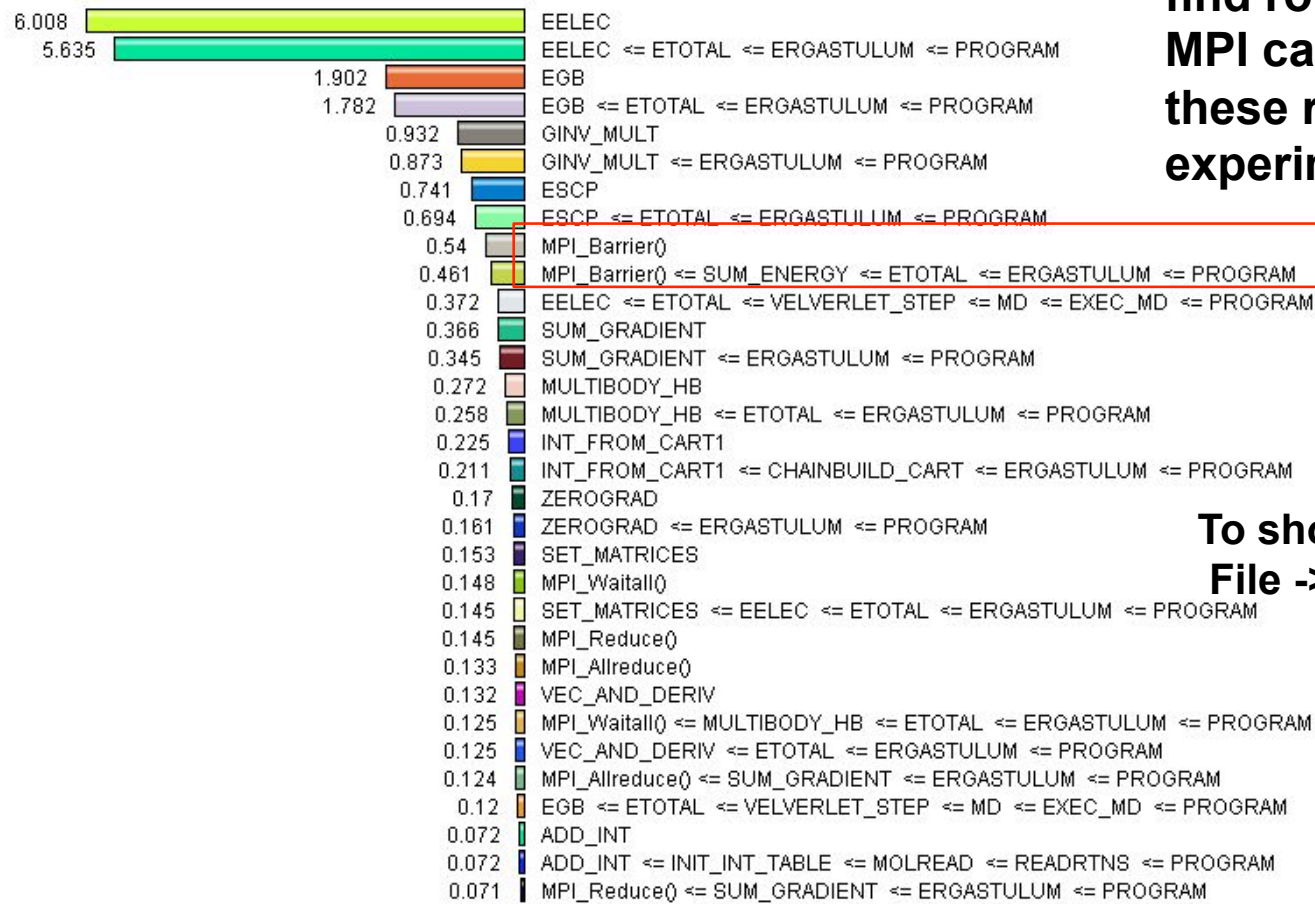 6.008 EELEC
5.635 EELEC <= ETOTAL <= ERGASTULUM <= PROGRAM
1.902 EGB
1.782 EGB <= ETOTAL <= ERGASTULUM <= PROGRAM
0.932 GINV_MULT
0.873 GINV_MULT <= ERGASTULUM <= PROGRAM
0.741 ESCP
0.694 ESCP <= ETOTAL <= ERGASTULUM <= PROGRAM
0.54 MPI_Barrier()
0.461 MPI_Barrier() <= SUM_ENERGY <= ETOTAL <= ERGASTULUM <= PROGRAM
0.372 EELEC <= ETOTAL <= VELVERLET_STEP <= MD <= EXEC_MD <= PROGRAM
0.366 SUM_GRADIENT
0.345 SUM_GRADIENT <= ERGASTULUM <= PROGRAM
0.272 MULTIBODY_HB
0.258 MULTIBODY_HB <= ETOTAL <= ERGASTULUM <= PROGRAM
0.225 INT_FROM_CART1
0.211 INT_FROM_CART1 <= CHAINBUILD_CART <= ERGASTULUM <= PROGRAM
0.17 ZEROGRAD
0.161 ZEROGRAD <= ERGASTULUM <= PROGRAM
0.153 SET_MATRICES
0.148 MPI_Waitall()
0.145 SET_MATRICES <= EELEC <= ETOTAL <= ERGASTULUM <= PROGRAM
0.145 MPI_Reduce()
0.133 MPI_Allreduce()
0.132 VEC_AND_DERIV
0.125 MPI_Waitall() <= MULTIBODY_HB <= ETOTAL <= ERGASTULUM <= PROGRAM
0.125 VEC_AND_DERIV <= ETOTAL <= ERGASTULUM <= PROGRAM
0.124 MPI_Allreduce() <= SUM_GRADIENT <= ERGASTULUM <= PROGRAM
0.12 EGB <= ETOTAL <= VELVERLET_STEP <= MD <= EXEC_MD <= PROGRAM
0.072 ADD_INT
0.072 ADD_INT <= INIT_INT_TABLE <= MOLREAD <= READRTNS <= PROGRAM
0.071 MPI_Reduce() <= SUM_GRADIENT <= ERGASTULUM <= PROGRAM
MPI ca
these r
experi
To sho
File ->